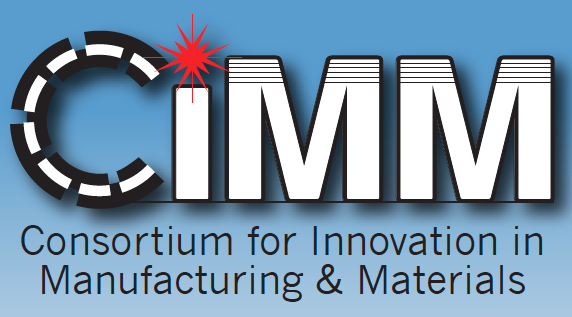 CiMM
Consortium for Innovation in
Manufacturing & Materials